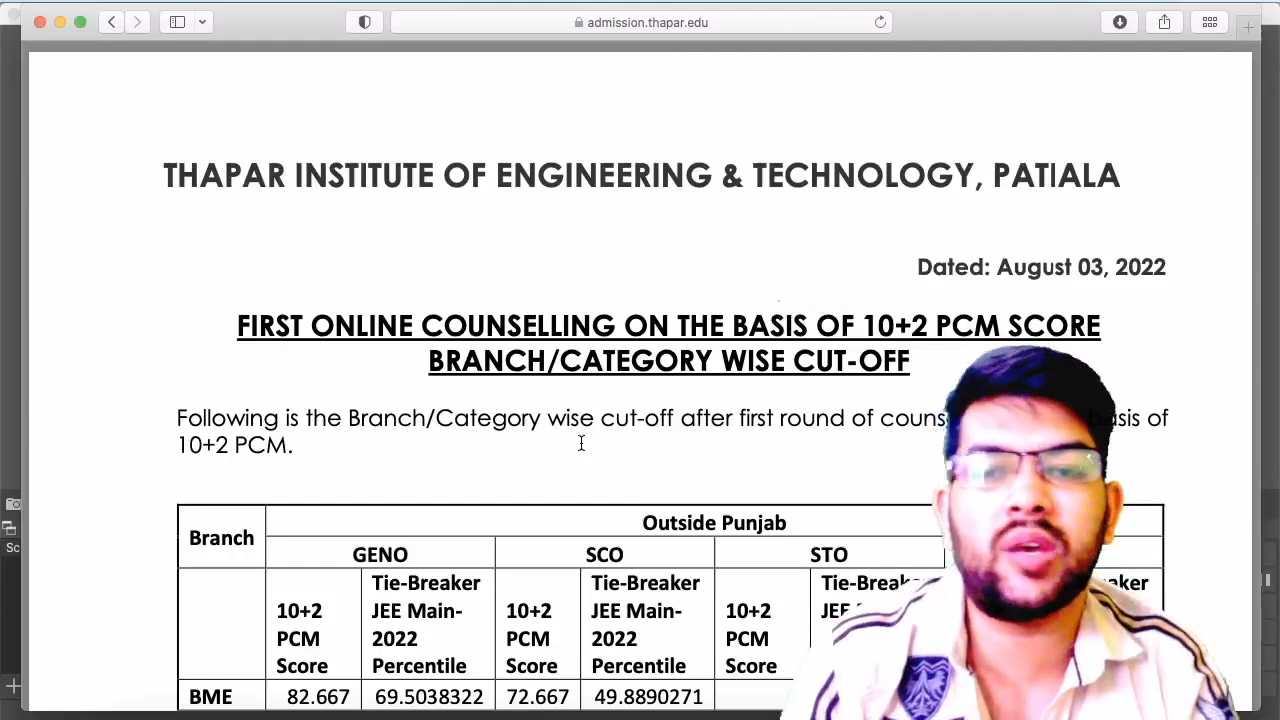 admission.thapar.edu
THAPAR INSTITUTE OF ENGINEERING & TECHNOLOGY, PATIALA
Dated: August 03, 2022
FIRST ONLINE COUNSELLING ON THE BASIS OF 10+2 PCM SCORE
BRANCH/CATEGORY WISE CUT-OFF
Following is the Branch/Category wise cut-off after first round of of
10+2 PCM.
Branch Outside Punjab
GENO SCO STO
10+2 PCM Score Tie-Breaker JEE Main-2022 Percentile 10+2 PCM Score Tie-Breaker JEE Main-2022 Percentile 10+2 PCM Score
BME 82.667 69.5038322 72.667 49.8890271
Sc